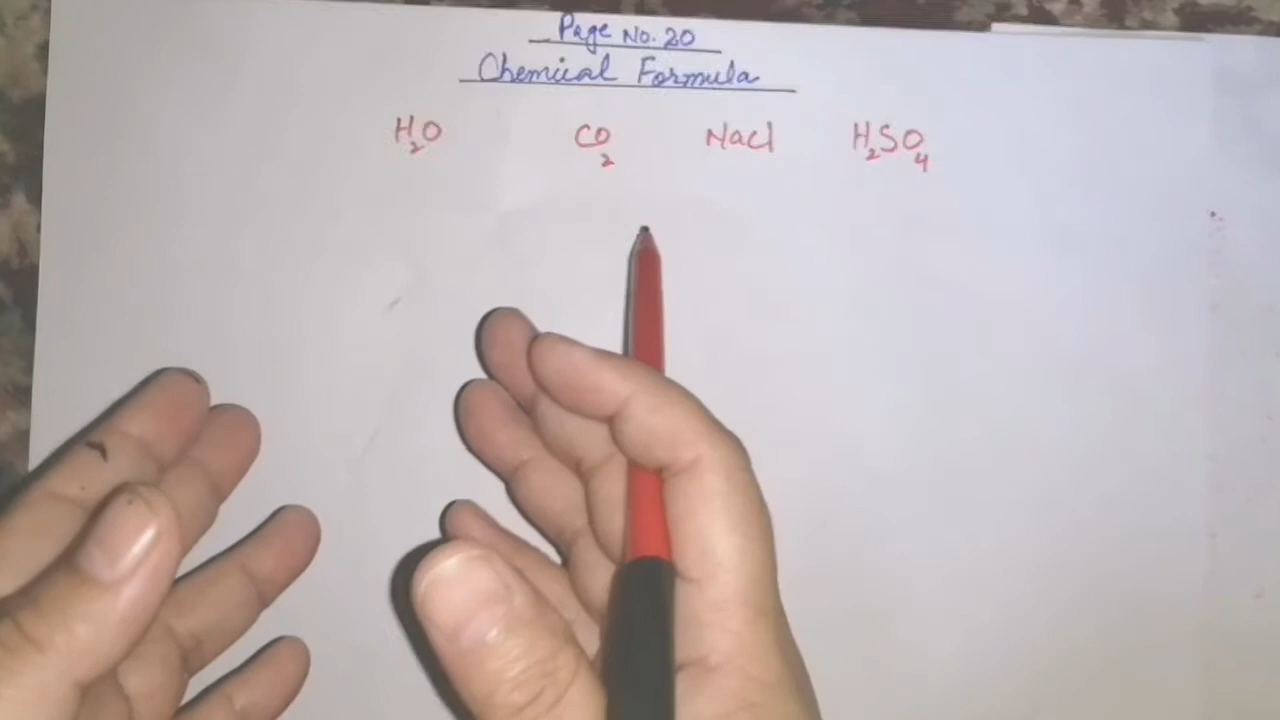 Page No. 20
Chemical Formula
H₂O CO₂ NaCl H₂SO₄